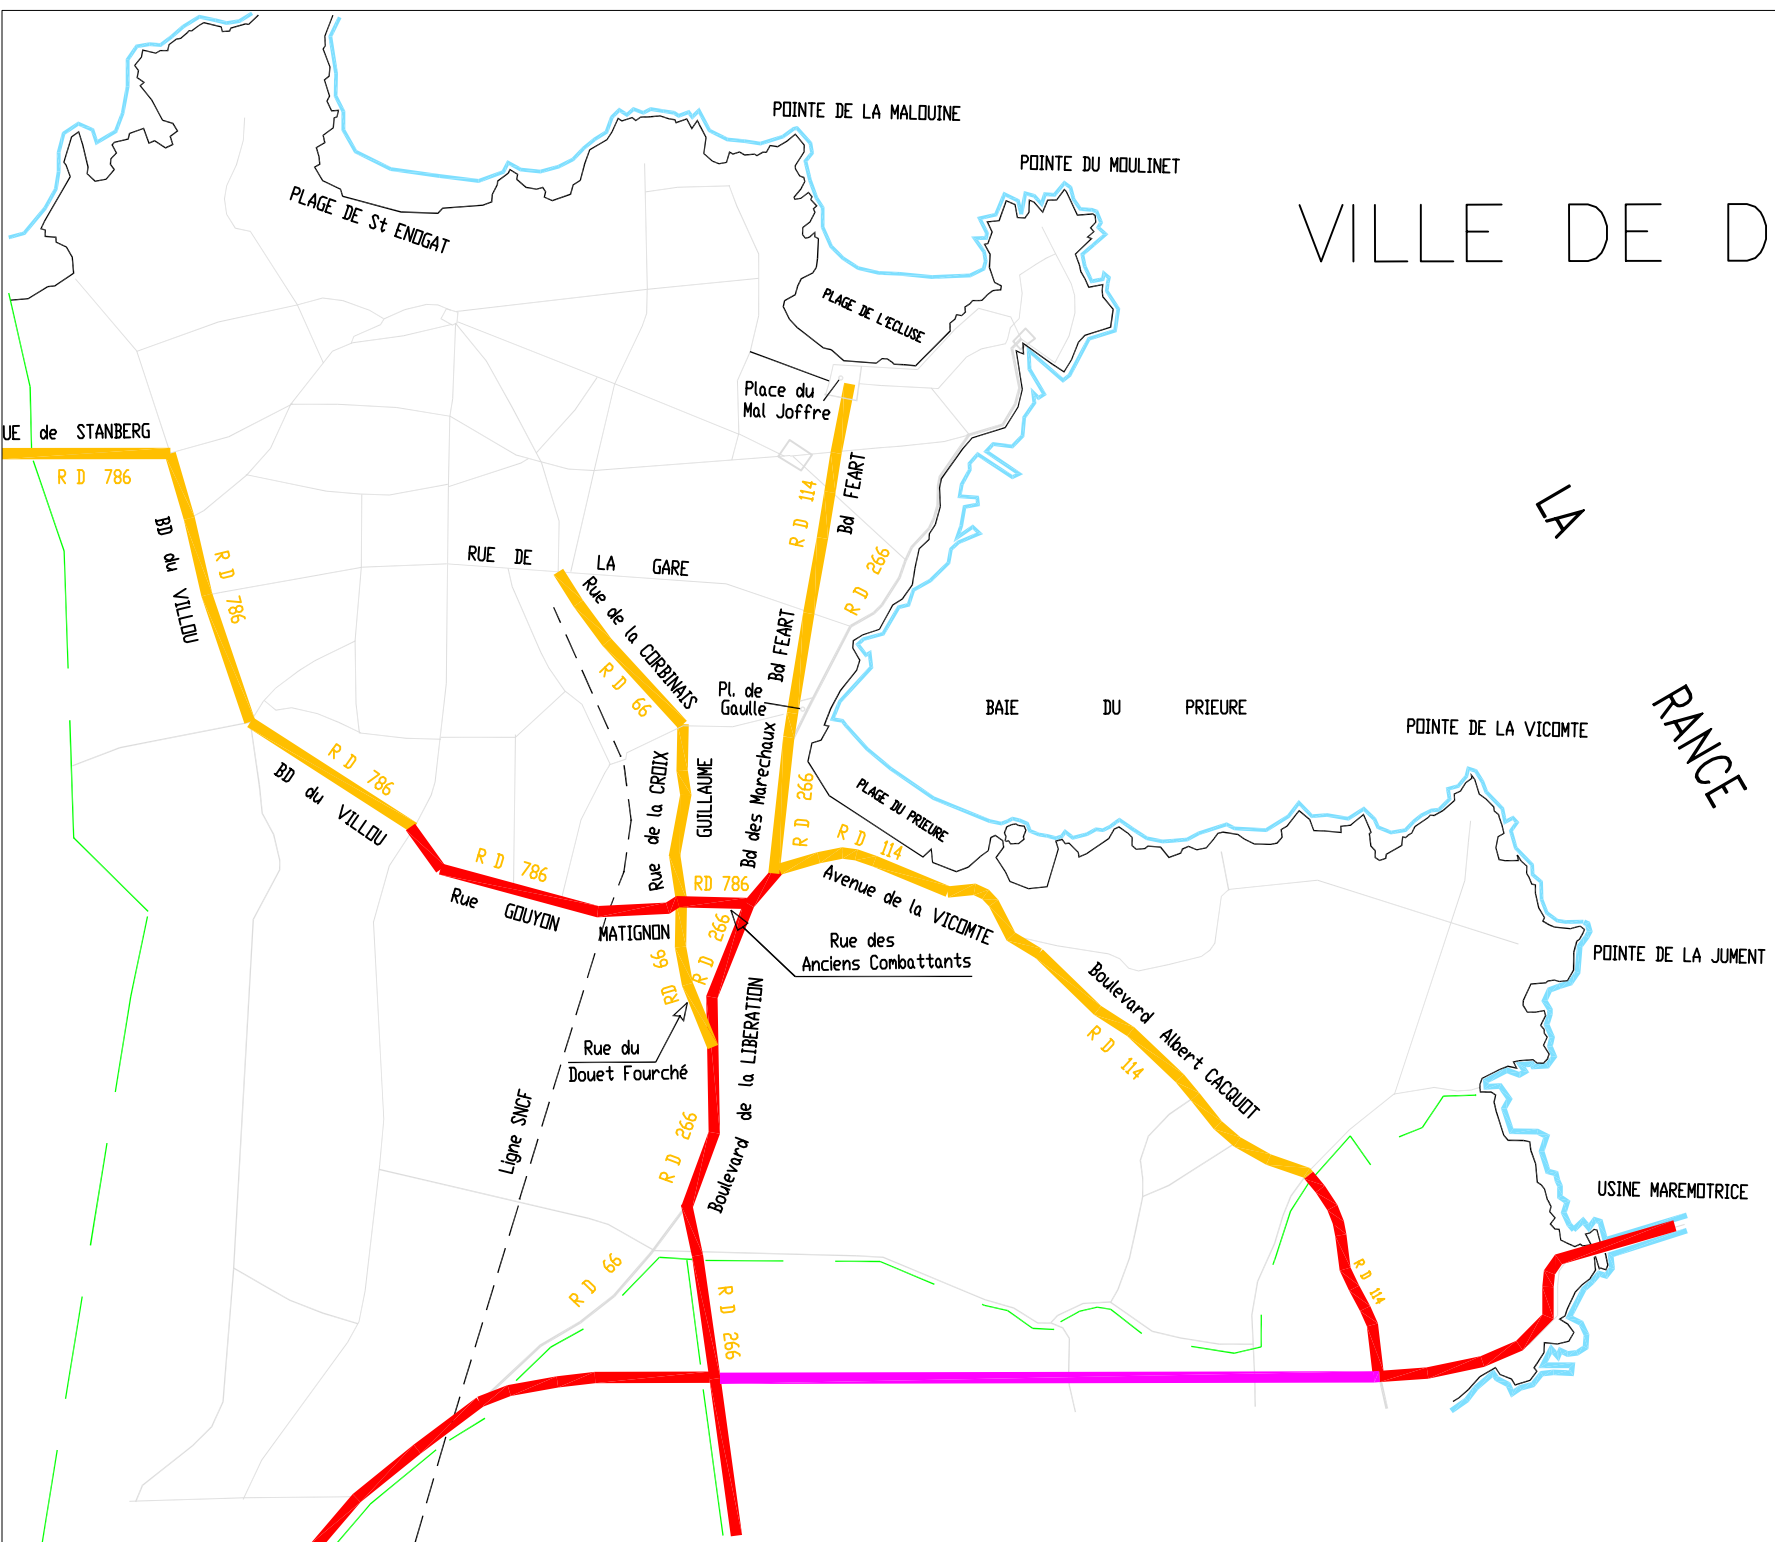 POINTE DE LA MALOUINE
POINTE DU MOULINET
PLAGE DE St ENOGAT
VILLE DE D
PLAGE DE L'ECLUSE
Place du
Mal Joffre
UE de STANBERG
R D 786
BD du VILLOU
R D 786
RUE DE LA GARE
R D 114
Bd FEART
R D 266
LA
RANCE
Rue de la CORBINAIS
R D 66
Bd FEART
Pl. de
Gaulle
BAIE DU PRIEURE
POINTE DE LA VICOMTE
R D 786
BD du VILLOU
Rue de la CROIX
GUILLAUME
Bd des Marechaux
R D 266
PLAGE DU PRIEURE
R D 114
R D 786
Rue GOUYON
MATIGNON
RD 786
R D 266
Avenue de la VICOMTE
Rue des
Anciens Combattants
POINTE DE LA JUMENT
RD 66
Rue du
Douet Fourché
Boulevard de la LIBERATION
Boulevard Albert CACQUOT
R D 114
Ligne SNCF
R D 266
USINE MAREMOTRICE
R D 66
R D 266
R D 114